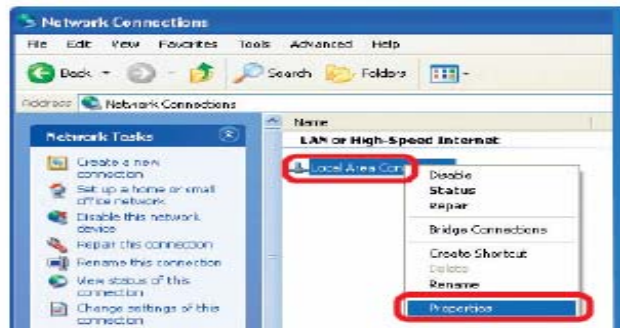 Network Connections
File Edit View Favorites Tools Advanced Help
Back Search Folders
Address Network Connections
Name
Network Tasks
LAN or High-Speed Internet
Create a new
connection
Set up a home or small
office network
Disable this network
device
Repair this connection
Rename this connection
View status of this
connection
Change settings of this
connection
Local Area Con
Disable
Status
Repair
Bridge Connections
Create Shortcut
Delete
Rename
Properties